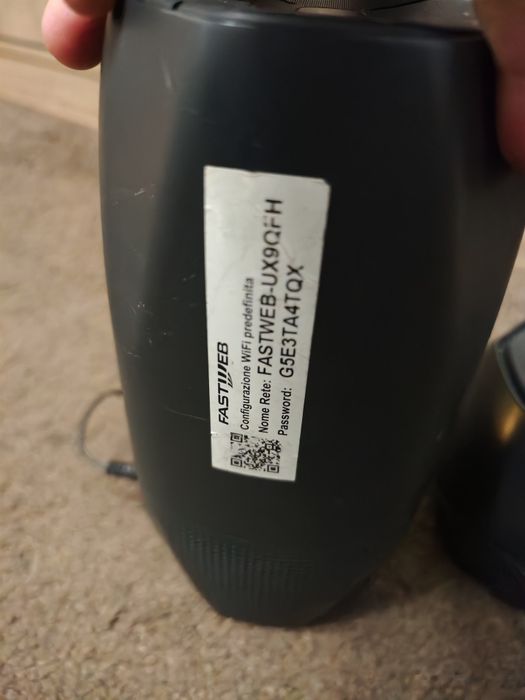 FASTWEB
Configurazione WiFi predefinita
Nome Rete: FASTWEB-UX9QFH
Password: G5E3TA4TQX